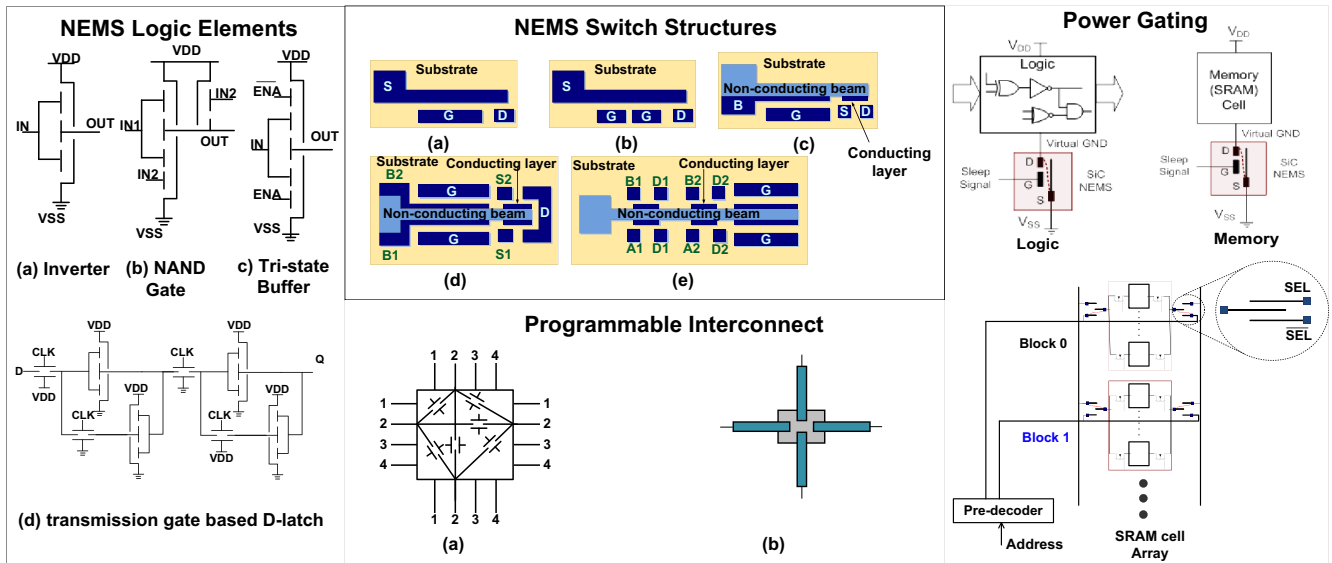 NEMS Logic Elements
VDD
IN
OUT
VSS
(a) Inverter
VDD
IN2
IN1
OUT
IN2
VSS
(b) NAND
Gate
VDD
ENA
IN
OUT
ENA
VSS
c) Tri-state
Buffer
VDD
CLK
D
VDD
VDD
CLK
VDD
CLK
VDD
CLK
VDD
Q
(d) transmission gate based D-latch
NEMS Switch Structures
Substrate
S
G
D
(a)
Substrate
S
G
G
D
(b)
Substrate
Non-conducting beam
B
G
S
D
(c)
Conducting
layer
Substrate
Conducting layer
B2
G
S2
Non-conducting beam
D
G
B1
S1
(d)
Substrate
Conducting layer
B1
D1
B2
D2
G
Non-conducting beam
G
A1
D1
A2
D2
(e)
Programmable Interconnect
1 2 3 4
1
2
3
4
1
2
3
4
1 2 3 4
(a)
(b)
Power Gating
VDD
Logic
Virtual GND
D
Sleep
Signal
G
SiC
NEMS
S
VSS
Logic
VDD
Memory
(SRAM)
Cell
Virtual GND
D
Sleep
Signal
G
SiC
NEMS
S
VSS
Memory
SEL
SEL
Block 0
Block 1
Pre-decoder
Address
SRAM cell
Array